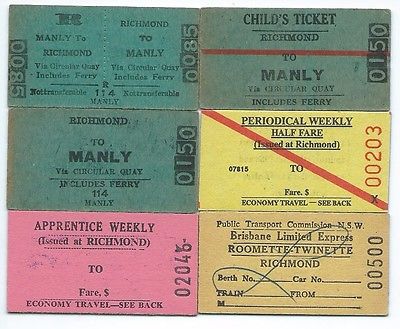 R
MANLY To
RICHMOND
Via Circular Quay
Includes Ferry
Nottransferable
0085
RICHMOND
TO
MANLY
Via Circular Quay
Includes Ferry
R
114
Nottransferable
MANLY
0085
CHILD'S TICKET
RICHMOND
TO
MANLY
Via CIRCULAR QUAY
INCLUDES FERRY
0150
RICHMOND
TO
MANLY
Via CIRCULAR QUAY
INCLUDES FERRY
114
MANLY
0150
PERIODICAL WEEKLY
HALF FARE
(Issued at Richmond)
07815 TO
Fare, $ X
ECONOMY TRAVEL—SEE BACK
00203
APPRENTICE WEEKLY
(Issued at RICHMOND)
TO
Fare, $
ECONOMY TRAVEL—SEE BACK
02045
Public Transport Commission N.S.W.
Brisbane Limited Express
ROOMETTE/TWINETTE
RICHMOND
Berth No. Car No.
TRAIN FROM
M
00500